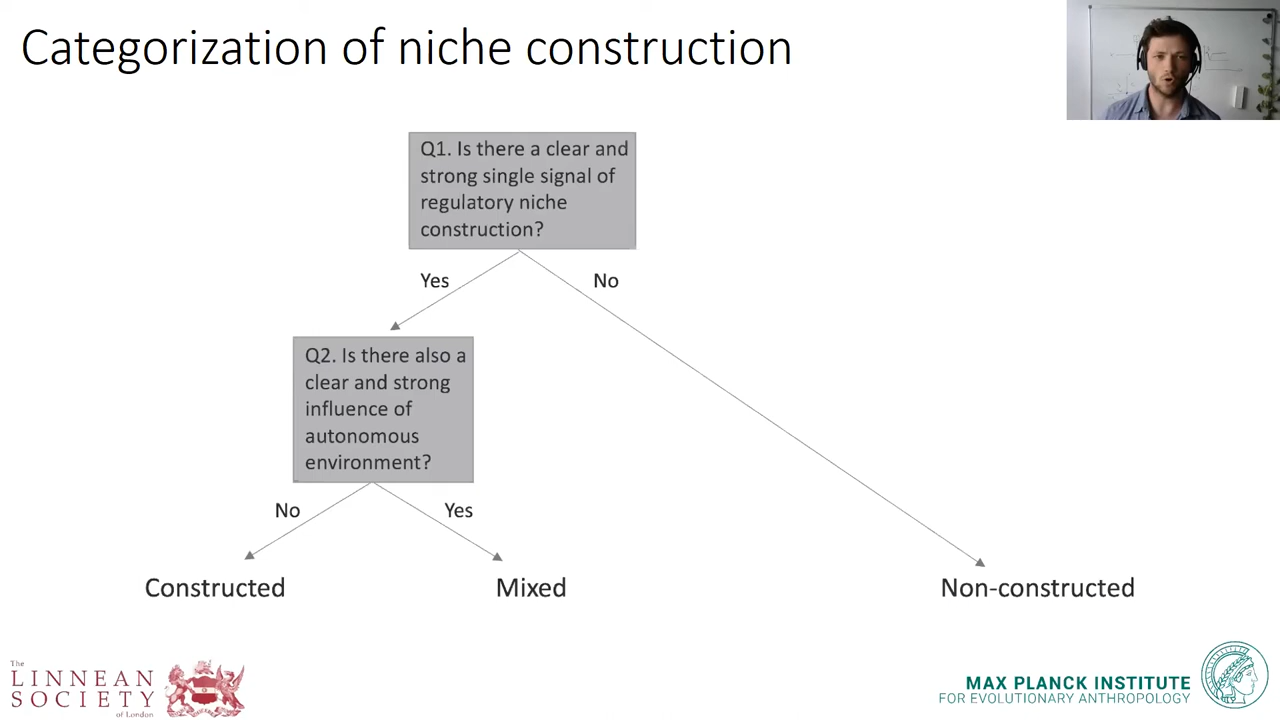 Categorization of niche construction
Q1. Is there a clear and
strong single signal of
regulatory niche
construction?
Yes
No
Q2. Is there also a
clear and strong
influence of
autonomous
environment?
No
Yes
Constructed
Mixed
Non-constructed
The
LINNEAN
SOCIETY
of London
MAX PLANCK INSTITUTE
FOR EVOLUTIONARY ANTHROPOLOGY